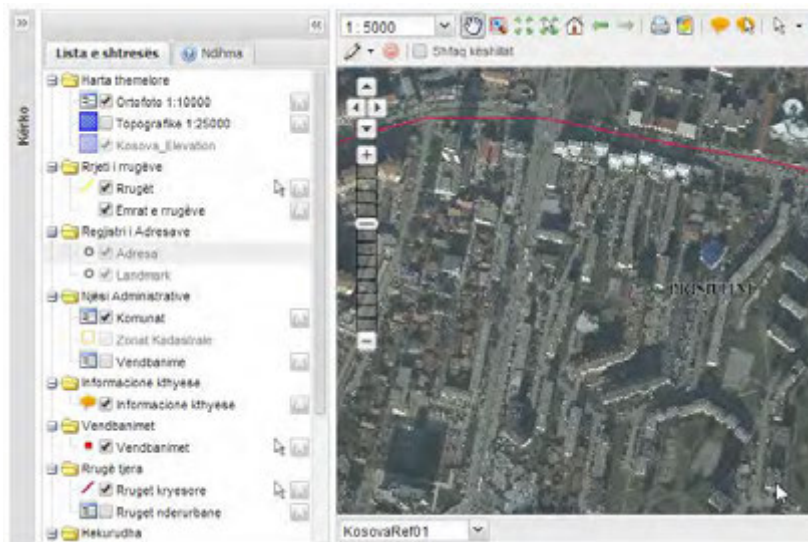 Kërko
Lista e shtresës
Ndihma
Harta themelore
Ortofoto 1:10000
Topografike 1:25000
Kosova_Elevation
Rrjeti i rrugëve
Rrugët
Emrat e rrugëve
Regjistri i Adresave
Adresa
Landmark
Njësi Administrative
Komunat
Zonat Kadastrale
Vendbanime
Informacione kthyese
Informacione kthyese
Vendbanimet
Vendbanimet
Rrugë tjera
Rruget kryesore
Rruget nderurbane
Hekurudha
1:5000
Shfaq këshillat
KosovaRef01